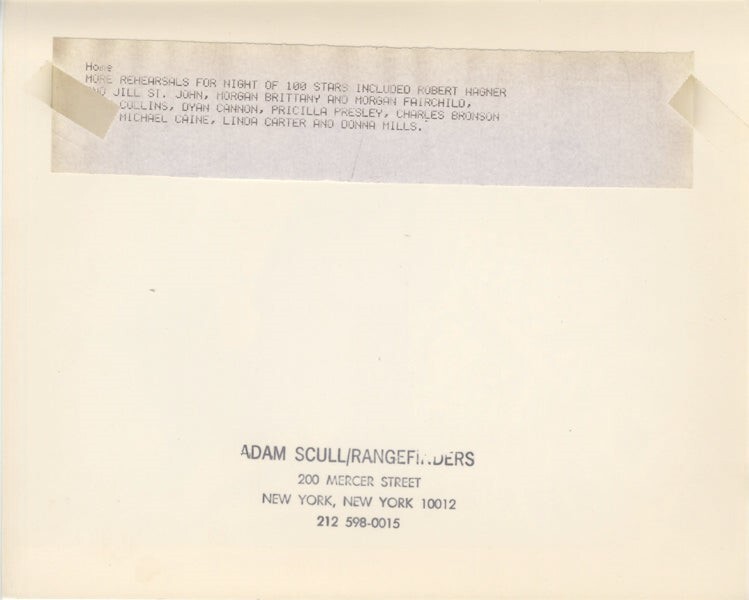 Home
MORE REHEARSALS FOR NIGHT OF 100 STARS INCLUDED ROBERT WAGNER
JILL ST. JOHN, MORGAN BRITTANY AND MORGAN FAIRCHILD,
COLLINS, DYAN CANNON, PRICILLA PRESLEY, CHARLES BRONSON
MICHAEL CAINE, LINDA CARTER AND DONNA MILLS.
ADAM SCULL/RANGEFINDERS
200 MERCER STREET
NEW YORK, NEW YORK 10012
212 598-0015